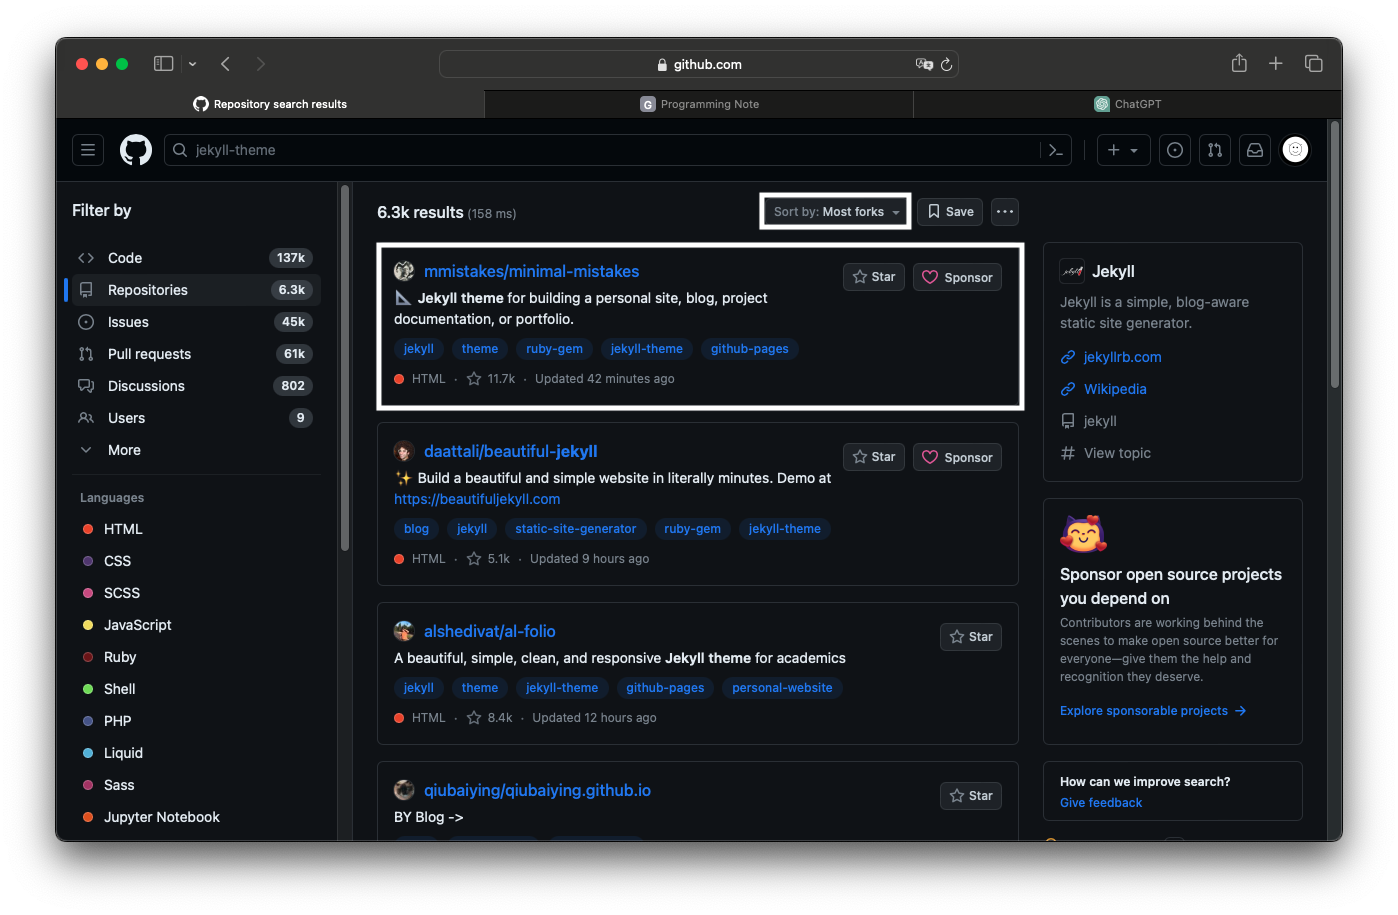 github.com
Repository search results
G Programming Note
ChatGPT
jekyll-theme
Filter by
Code 137k
Repositories 6.3k
Issues 45k
Pull requests 61k
Discussions 802
Users 9
More
Languages
HTML
CSS
SCSS
JavaScript
Ruby
Shell
PHP
Liquid
Sass
Jupyter Notebook
6.3k results (158 ms)
Sort by: Most forks
Save
mmistakes/minimal-mistakes
Star
Sponsor
Jekyll theme for building a personal site, blog, project
documentation, or portfolio.
jekyll theme ruby-gem jekyll-theme github-pages
HTML · 11.7k · Updated 42 minutes ago
daattali/beautiful-jekyll
Star
Sponsor
✨ Build a beautiful and simple website in literally minutes. Demo at
https://beautifuljekyll.com
blog jekyll static-site-generator ruby-gem jekyll-theme
HTML · 5.1k · Updated 9 hours ago
alshedivat/al-folio
Star
A beautiful, simple, clean, and responsive Jekyll theme for academics
jekyll theme jekyll-theme github-pages personal-website
HTML · 8.4k · Updated 12 hours ago
qiubaiying/qiubaiying.github.io
Star
BY Blog ->
Jekyll
Jekyll is a simple, blog-aware
static site generator.
jekyllrb.com
Wikipedia
jekyll
# View topic
Sponsor open source projects
you depend on
Contributors are working behind the
scenes to make open source better for
everyone—give them the help and
recognition they deserve.
Explore sponsorable projects →
How can we improve search?
Give feedback